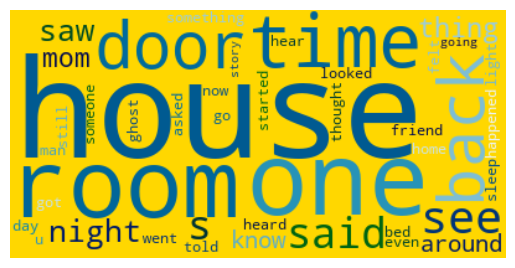 something
saw
door
time
thing
mom
hear
story
felt
going
looked
light
house
back
still
someone
ghost
asked
now
go
started
thought
friend
happened
man
home
sleep
room
one
got
day
u
night
s
said
see
went
told
heard
know
bed
even
around